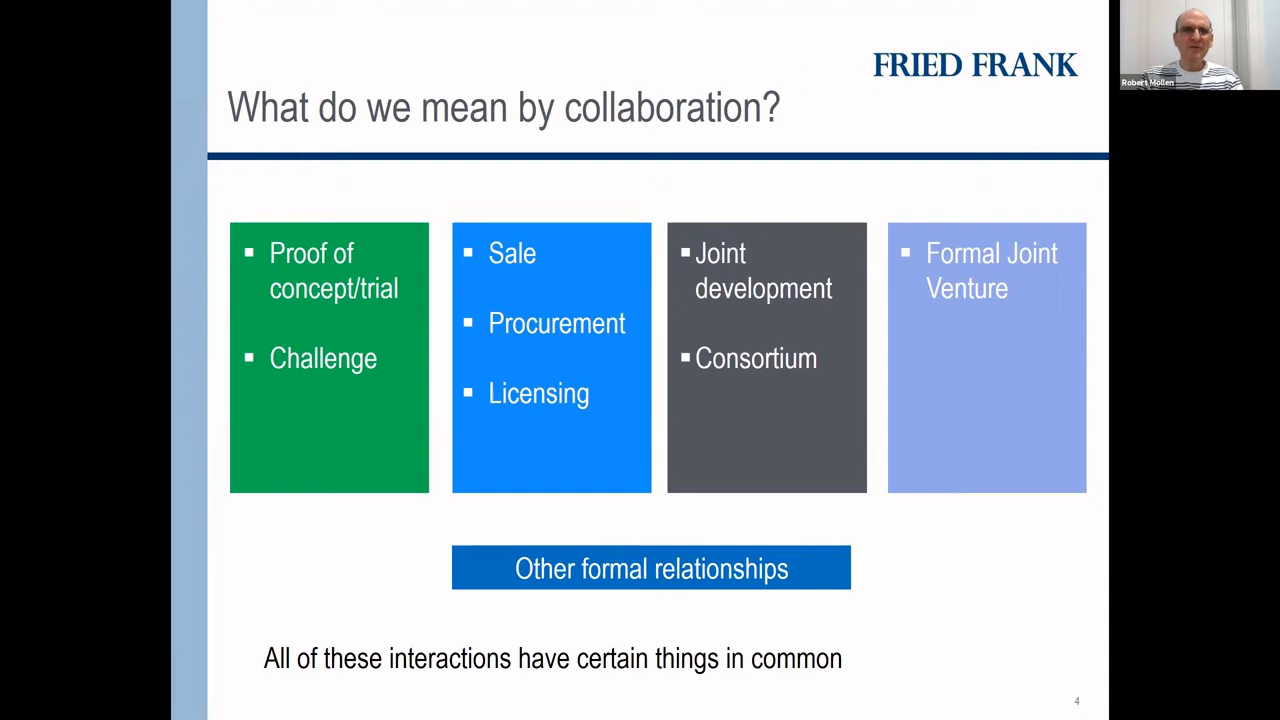 FRIED FRANK
Robert Mollen
What do we mean by collaboration?
▪ Proof of
concept/trial
▪ Challenge
▪ Sale
▪ Procurement
▪ Licensing
▪ Joint
development
▪ Consortium
▪ Formal Joint
Venture
Other formal relationships
All of these interactions have certain things in common
4